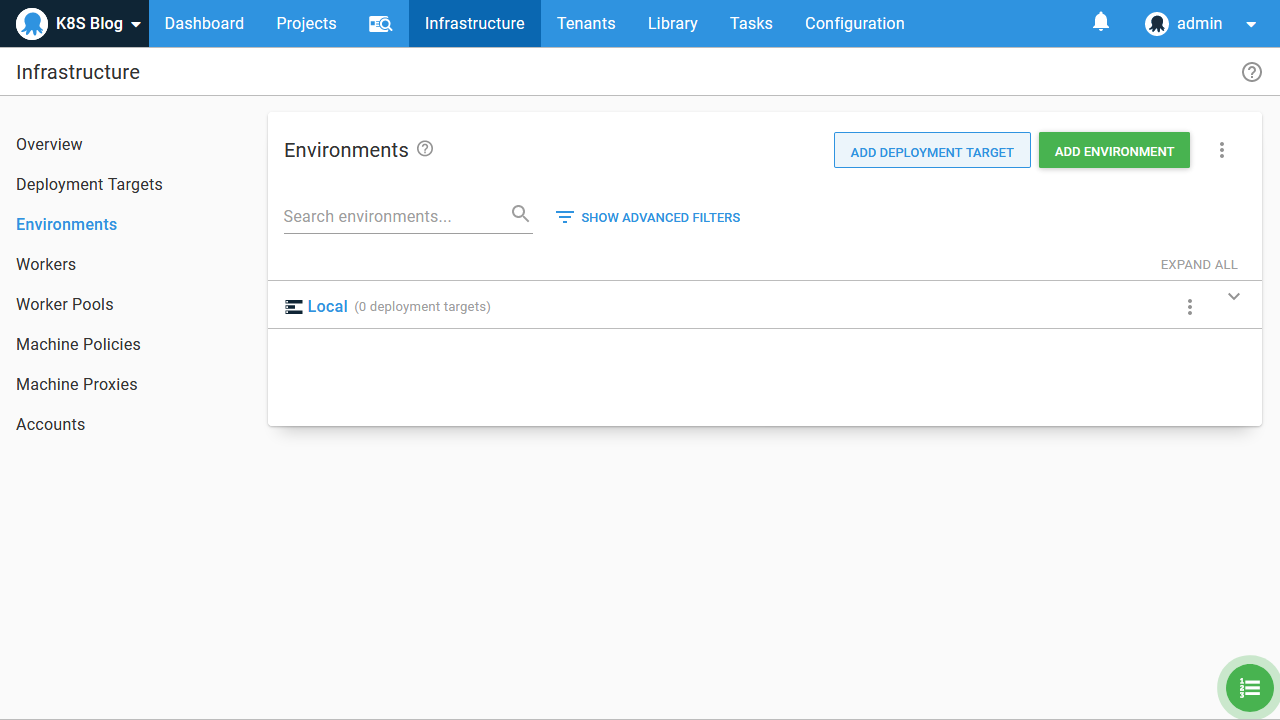 K8S Blog Dashboard Projects Infrastructure Tenants Library Tasks Configuration admin
Infrastructure
Overview
Deployment Targets
Environments
Workers
Worker Pools
Machine Policies
Machine Proxies
Accounts
Environments ADD DEPLOYMENT TARGET ADD ENVIRONMENT
Search environments... SHOW ADVANCED FILTERS
EXPAND ALL
Local (0 deployment targets)